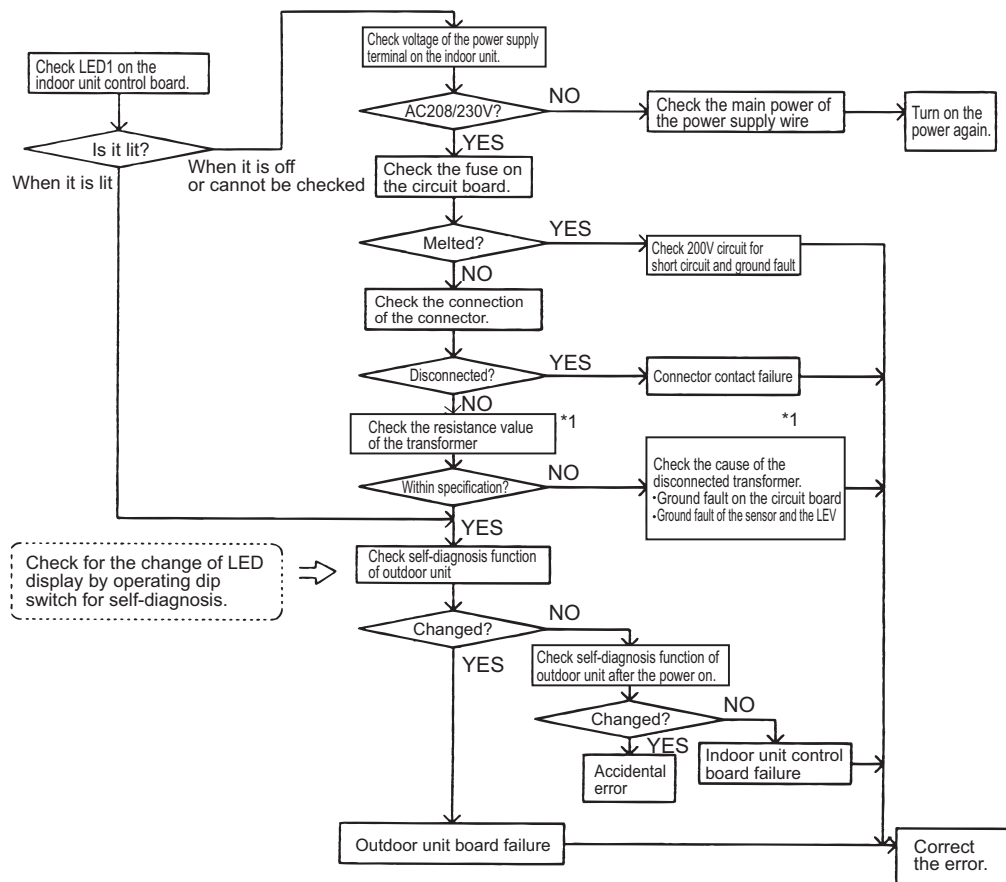 Check LED1 on the
indoor unit control board.
Is it lit?
When it is lit
When it is off
or cannot be checked
Check voltage of the power supply
terminal on the indoor unit.
AC208/230V?
NO
Check the main power of
the power supply wire
Turn on the
power again.
YES
Check the fuse on
the circuit board.
Melted?
YES
Check 200V circuit for
short circuit and ground fault
NO
Check the connection
of the connector.
Disconnected?
YES
Connector contact failure
NO
Check the resistance value
of the transformer
*1
*1
Within specification?
NO
Check the cause of the
disconnected transformer.
•Ground fault on the circuit board
•Ground fault of the sensor and the LEV
YES
Check for the change of LED
display by operating dip
switch for self-diagnosis.
Check self-diagnosis function
of outdoor unit
Changed?
NO
YES
Check self-diagnosis function of
outdoor unit after the power on.
Changed?
NO
YES
Accidental
error
Indoor unit control
board failure
Outdoor unit board failure
Correct
the error.